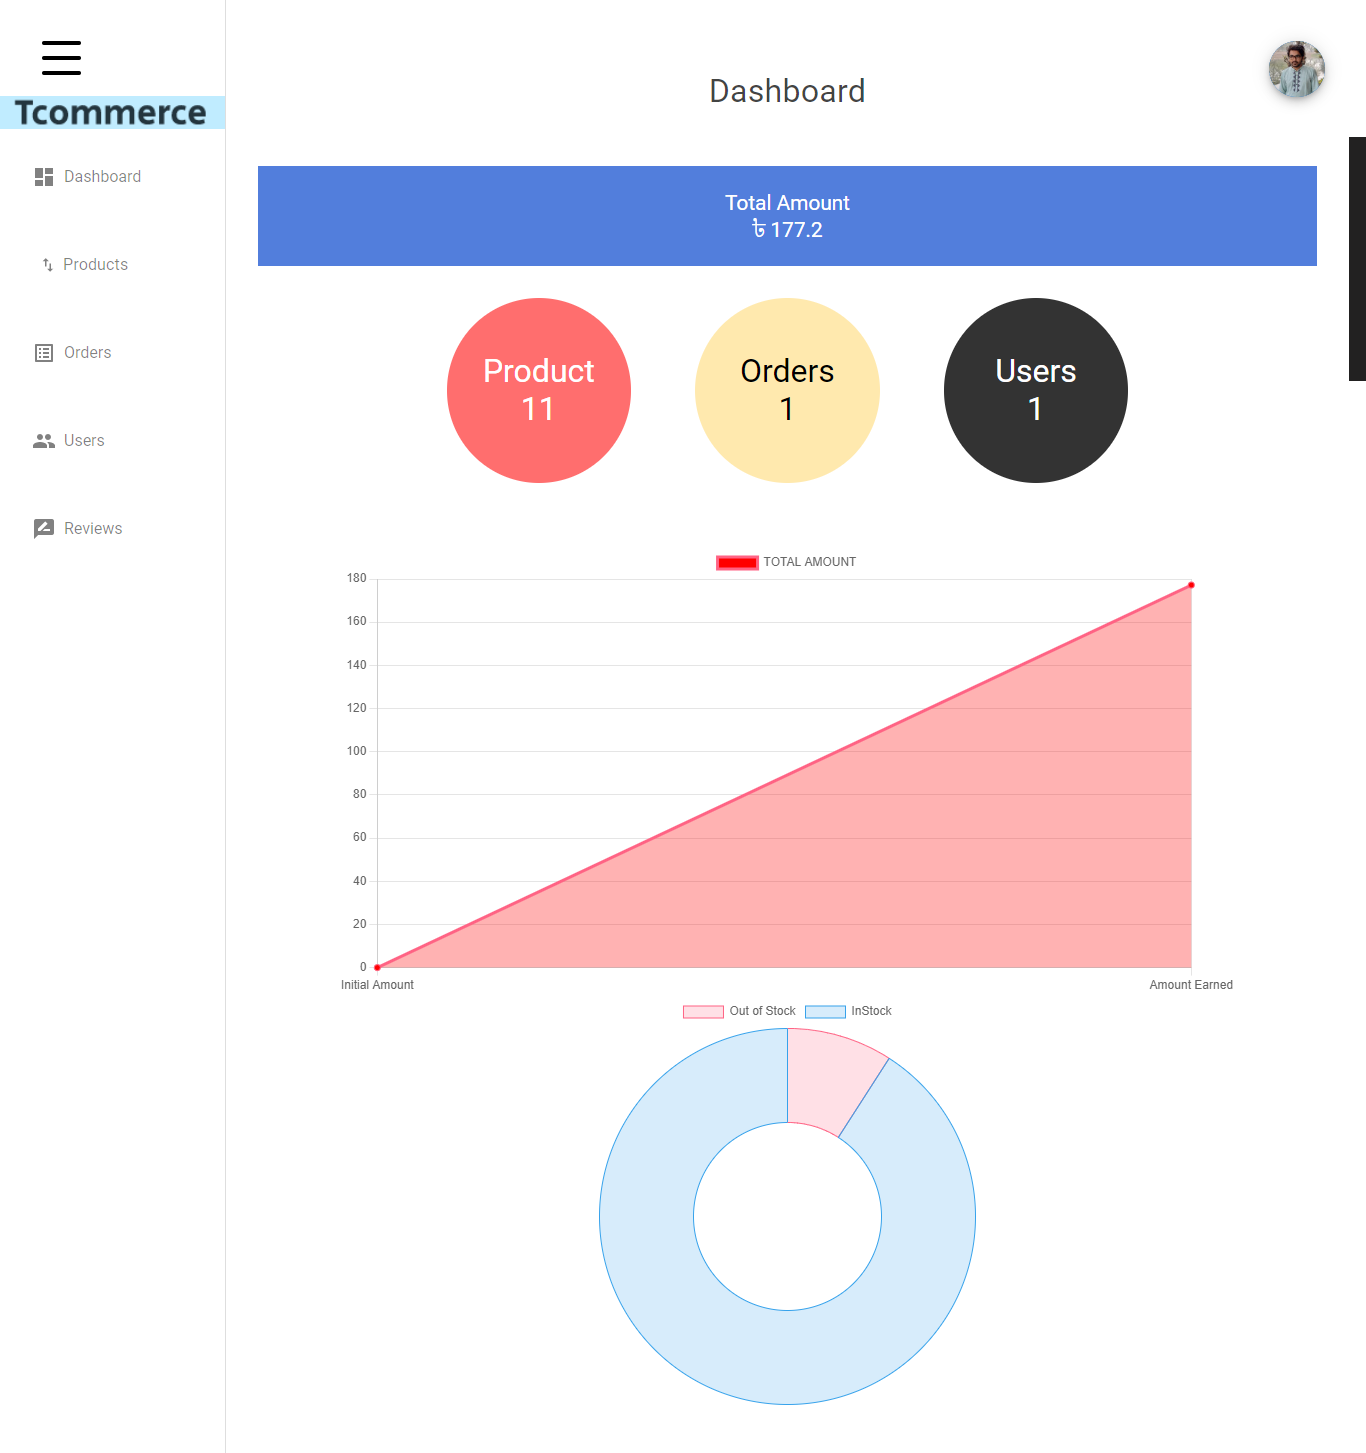 Tcommerce
Dashboard
Products
Orders
Users
Reviews
Dashboard
Total Amount
৳ 177.2
Product
11
Orders
1
Users
1
TOTAL AMOUNT
180
160
140
120
100
80
60
40
20
0
Initial Amount
Amount Earned
Out of Stock
InStock